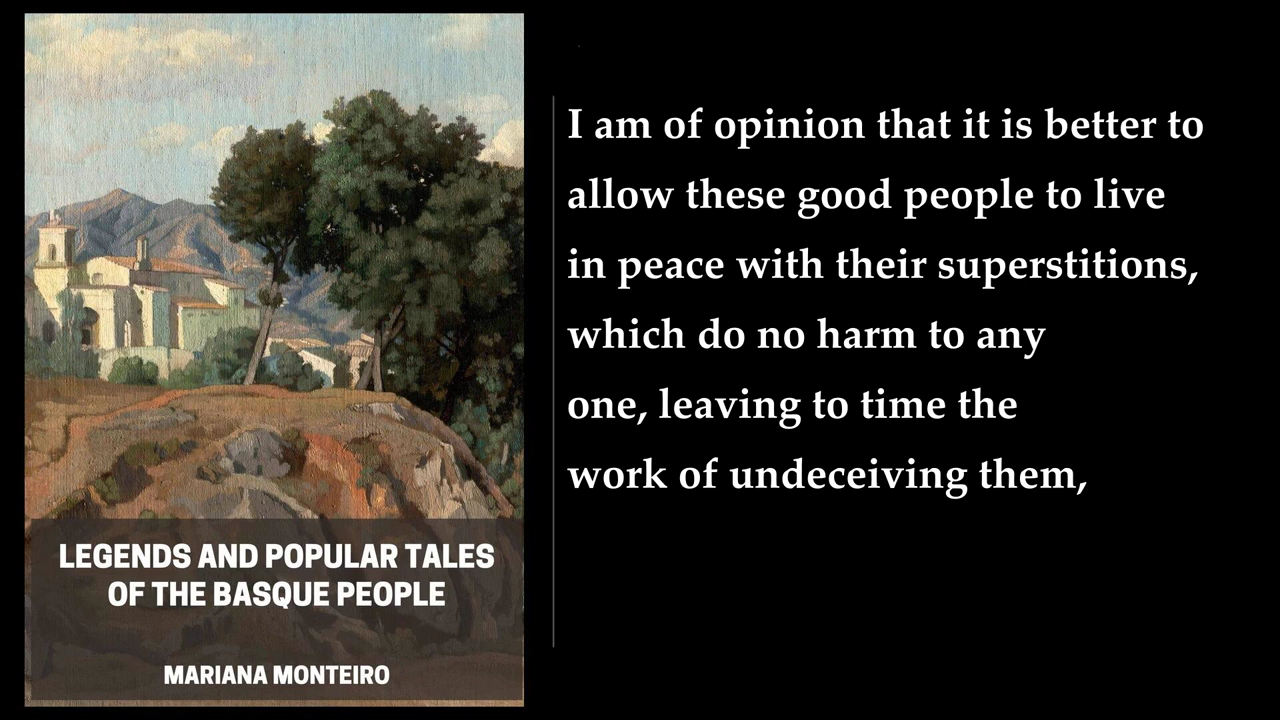 I am of opinion that it is better to
allow these good people to live
in peace with their superstitions,
which do no harm to any
one, leaving to time the
work of undeceiving them,
LEGENDS AND POPULAR TALES
OF THE BASQUE PEOPLE
MARIANA MONTEIRO